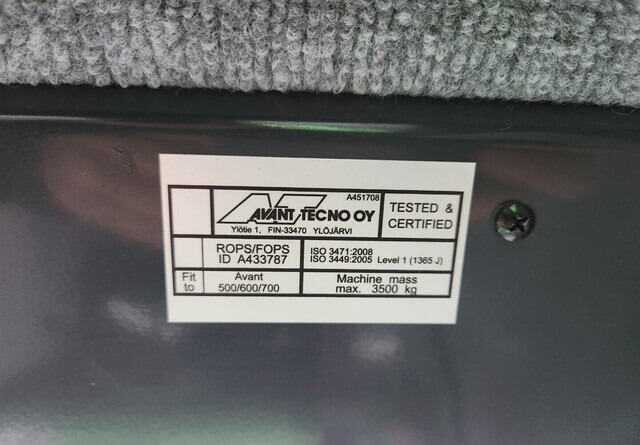 A451708
AVANT TECNO OY
Ylötie 1, FIN-33470 YLÖJÄRVI
TESTED &
CERTIFIED
ROPS/FOPS
ID A433787
ISO 3471:2008
ISO 3449:2005 Level 1 (1365 J)
Fit
to
Avant
500/600/700
Machine mass
max. 3500 kg